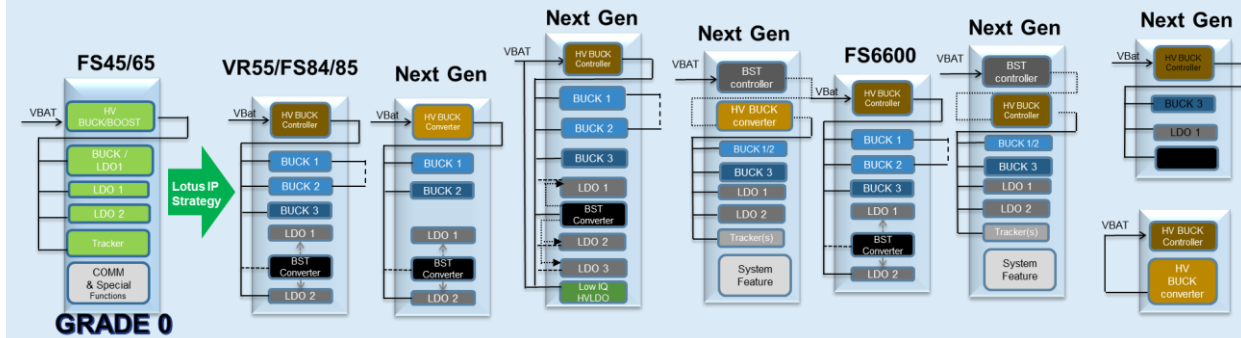 FS45/65
VBAT
HV
BUCK/BOOST
BUCK /
LDO1
LDO 1
LDO 2
Tracker
COMM
& Special
Functions
GRADE 0
Lotus IP
Strategy
VR55/FS84/85
VBat
HV BUCK
Controller
BUCK 1
BUCK 2
BUCK 3
LDO 1
BST
Converter
LDO 2
Next Gen
VBat
HV BUCK
Converter
BUCK 1
BUCK 2
LDO 1
BST
Converter
LDO 2
Next Gen
VBAT
HV BUCK
Controller
BUCK 1
BUCK 2
BUCK 3
LDO 1
BST
Converter
LDO 2
LDO 3
Low IQ
HVLDO
Next Gen
VBAT
BST
controller
HV BUCK
converter
BUCK 1/2
BUCK 3
LDO 1
LDO 2
Tracker(s)
System
Feature
FS6600
VBat
HV BUCK
Controller
BUCK 1
BUCK 2
BUCK 3
LDO 1
BST
Converter
LDO 2
Next Gen
VBAT
BST
controller
HV BUCK
Controller
BUCK 1/2
BUCK 3
LDO 1
LDO 2
Tracker(s)
System
Feature
Next Gen
VBat
HV BUCK
Controller
BUCK 3
LDO 1
VBAT
HV BUCK
Controller
HV
BUCK
converter